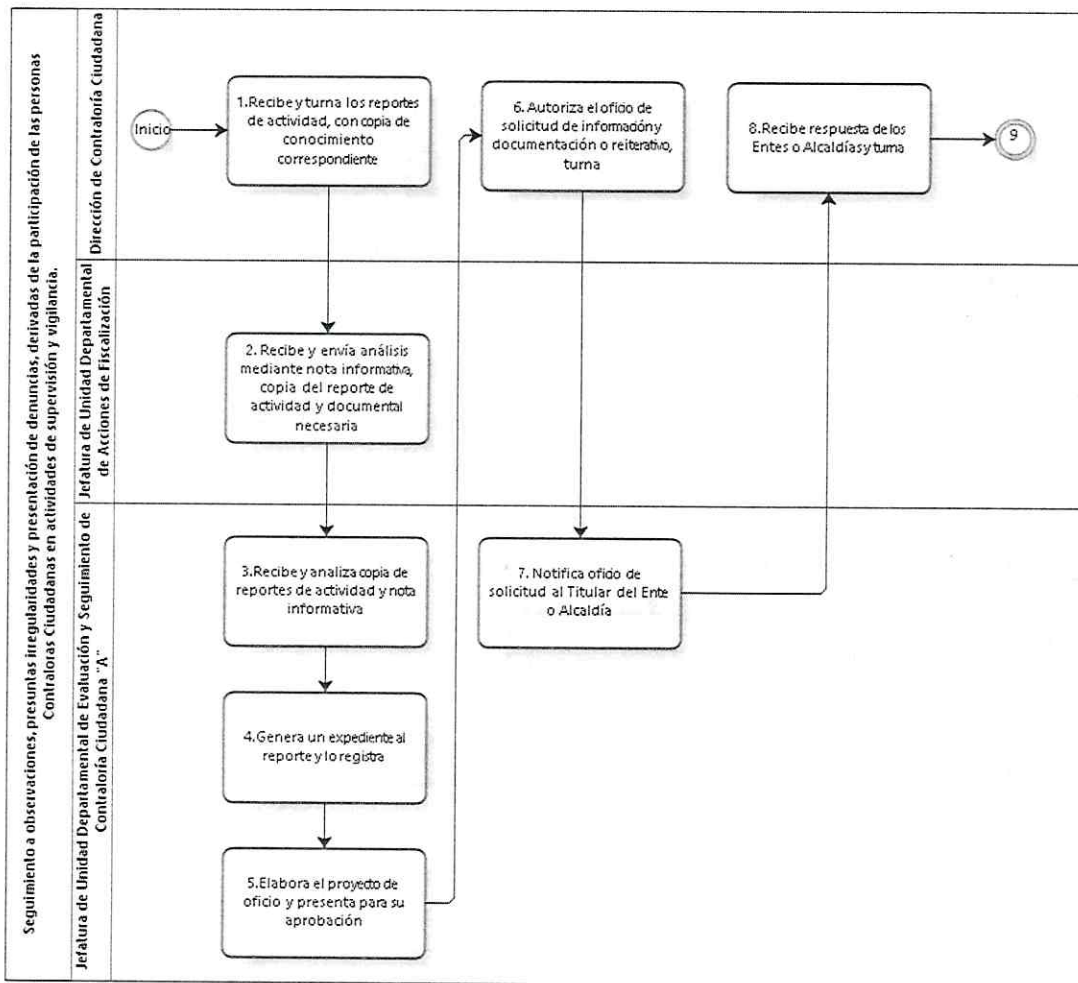 Seguimiento a observaciones, presuntas irregularidades y presentación de denuncias, derivadas de la participación de las personas
Contraloras Ciudadanas en actividades de supervisión y vigilancia.
Dirección de Contraloría Ciudadana
Inicio
1.Recibe y turna los reportes
de actividad, con copia de
conocimiento
correspondiente
6. Autoriza el oficio de
solicitud de información y
documentación o reiterativo,
turna
8.Recibe respuesta de los
Entes o Alcaldías y turna
9
Jefatura de Unidad Departamental
de Acciones de Fiscalización
2. Recibe y envía análisis
mediante nota informativa,
copia del reporte de
actividad y documental
necesaria
Jefatura de Unidad Departamental de Evaluación y Seguimiento de
Contraloría Ciudadana "A"
3.Recibe y analiza copia de
reportes de actividad y nota
informativa
7. Notifica oficio de
solicitud al Titular del Ente
o Alcaldía
4.Genera un expediente al
reporte y lo registra
5.Elabora el proyecto de
oficio y presenta para su
aprobación